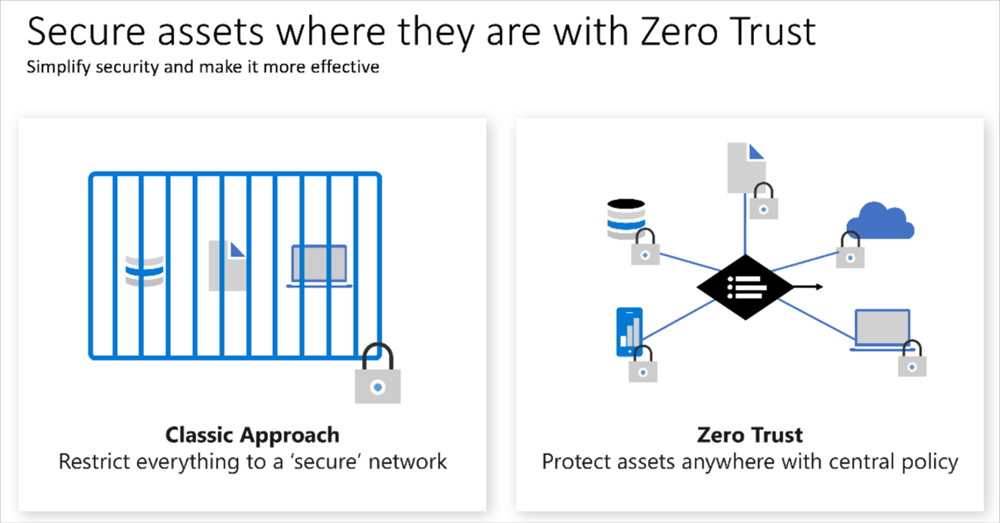 Secure assets where they are with Zero Trust
Simplify security and make it more effective
Classic Approach
Restrict everything to a ‘secure’ network
Zero Trust
Protect assets anywhere with central policy